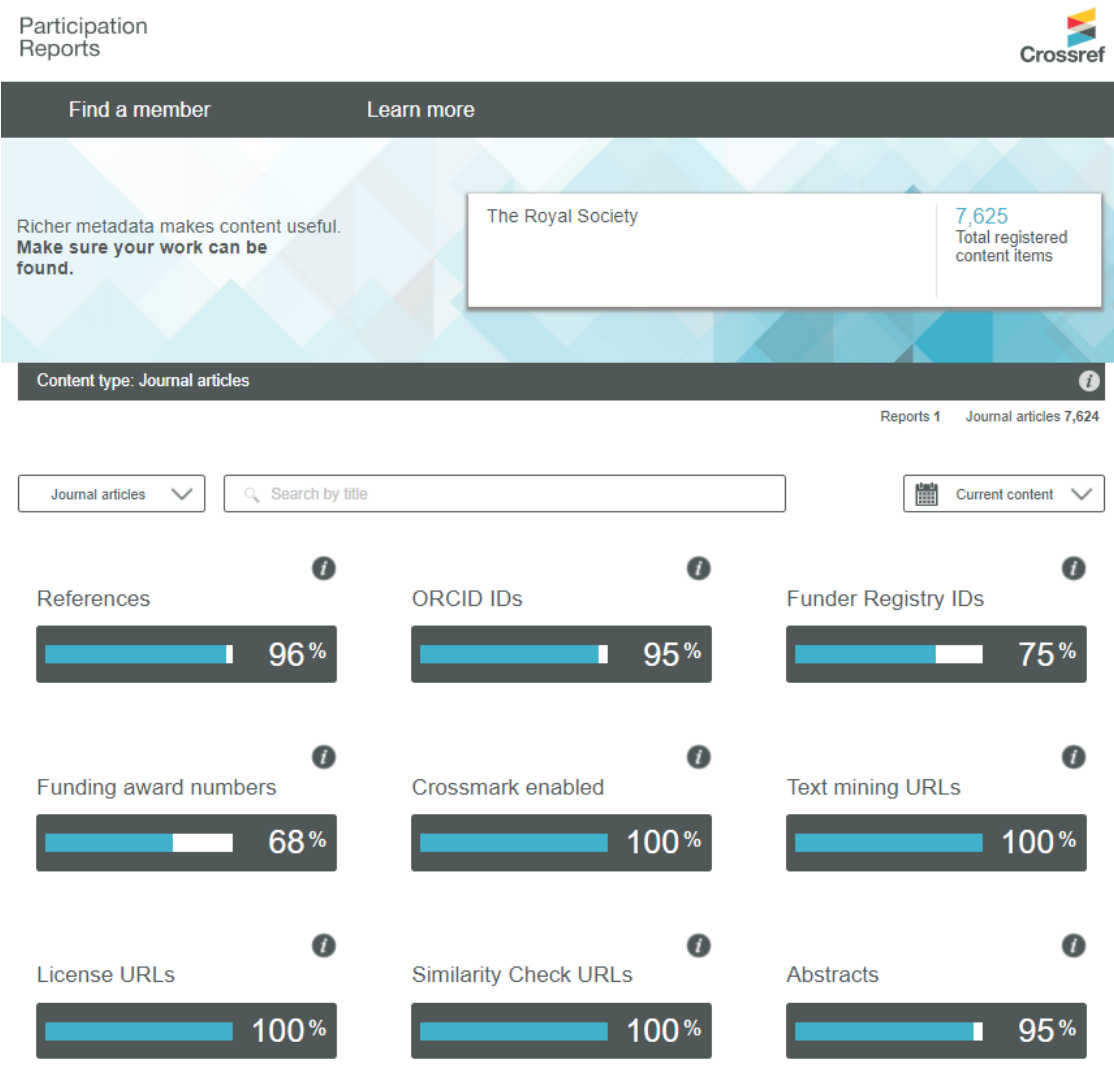 Participation
Reports
Crossref
Find a member
Learn more
Richer metadata makes content useful.
Make sure your work can be
found.
The Royal Society
7,625
Total registered
content items
Content type: Journal articles
i
Reports 1
Journal articles 7,624
Journal articles
Search by title
Current content
i
References
96%
i
ORCID IDs
95%
i
Funder Registry IDs
75%
i
Funding award numbers
68%
i
Crossmark enabled
100%
i
Text mining URLs
100%
i
License URLs
100%
i
Similarity Check URLs
100%
i
Abstracts
95%